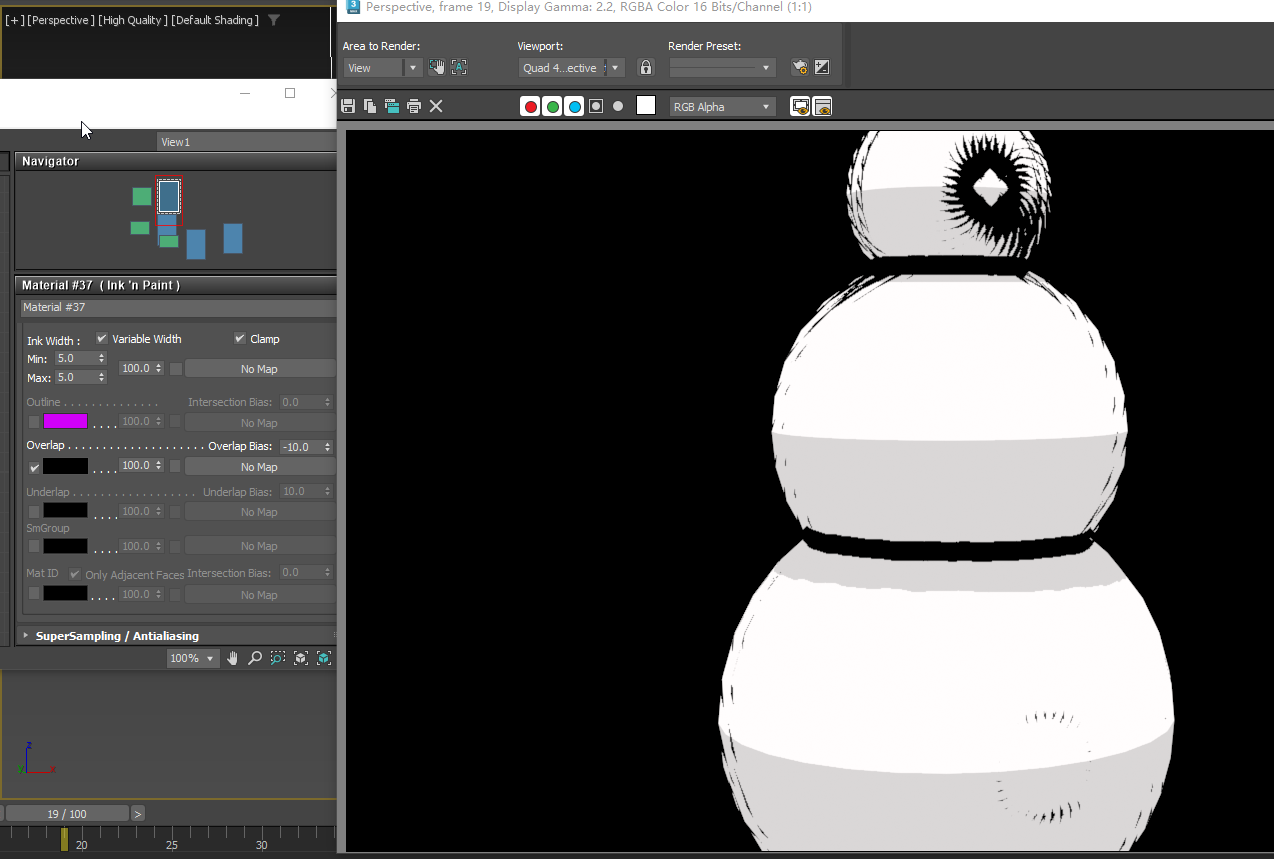 [+] [Perspective ] [High Quality ] [Default Shading ]
Perspective, frame 19, Display Gamma: 2.2, RGBA Color 16 Bits/Channel (1:1)
Area to Render:
Viewport:
Render Preset:
View
Quad 4...ective
RGB Alpha
View1
Navigator
Material #37 ( Ink 'n Paint )
Material #37
Ink Width :
Variable Width
Clamp
Min: 5.0
100.0
No Map
Max: 5.0
Outline . . . . . . . . . . . . . . Intersection Bias: 0.0
. . . . 100.0 No Map
Overlap . . . . . . . . . . . . . . . . . . . . . Overlap Bias: -10.0
. . . . 100.0 No Map
Underlap . . . . . . . . . . . . . . . . . . . Underlap Bias: 10.0
. . . . 100.0 No Map
SmGroup
. . . . 100.0 No Map
Mat ID Only Adjacent Faces Intersection Bias: 0.0
. . . . 100.0 No Map
SuperSampling / Antialiasing
100%
z
y x
19 / 100
>
20 25 30